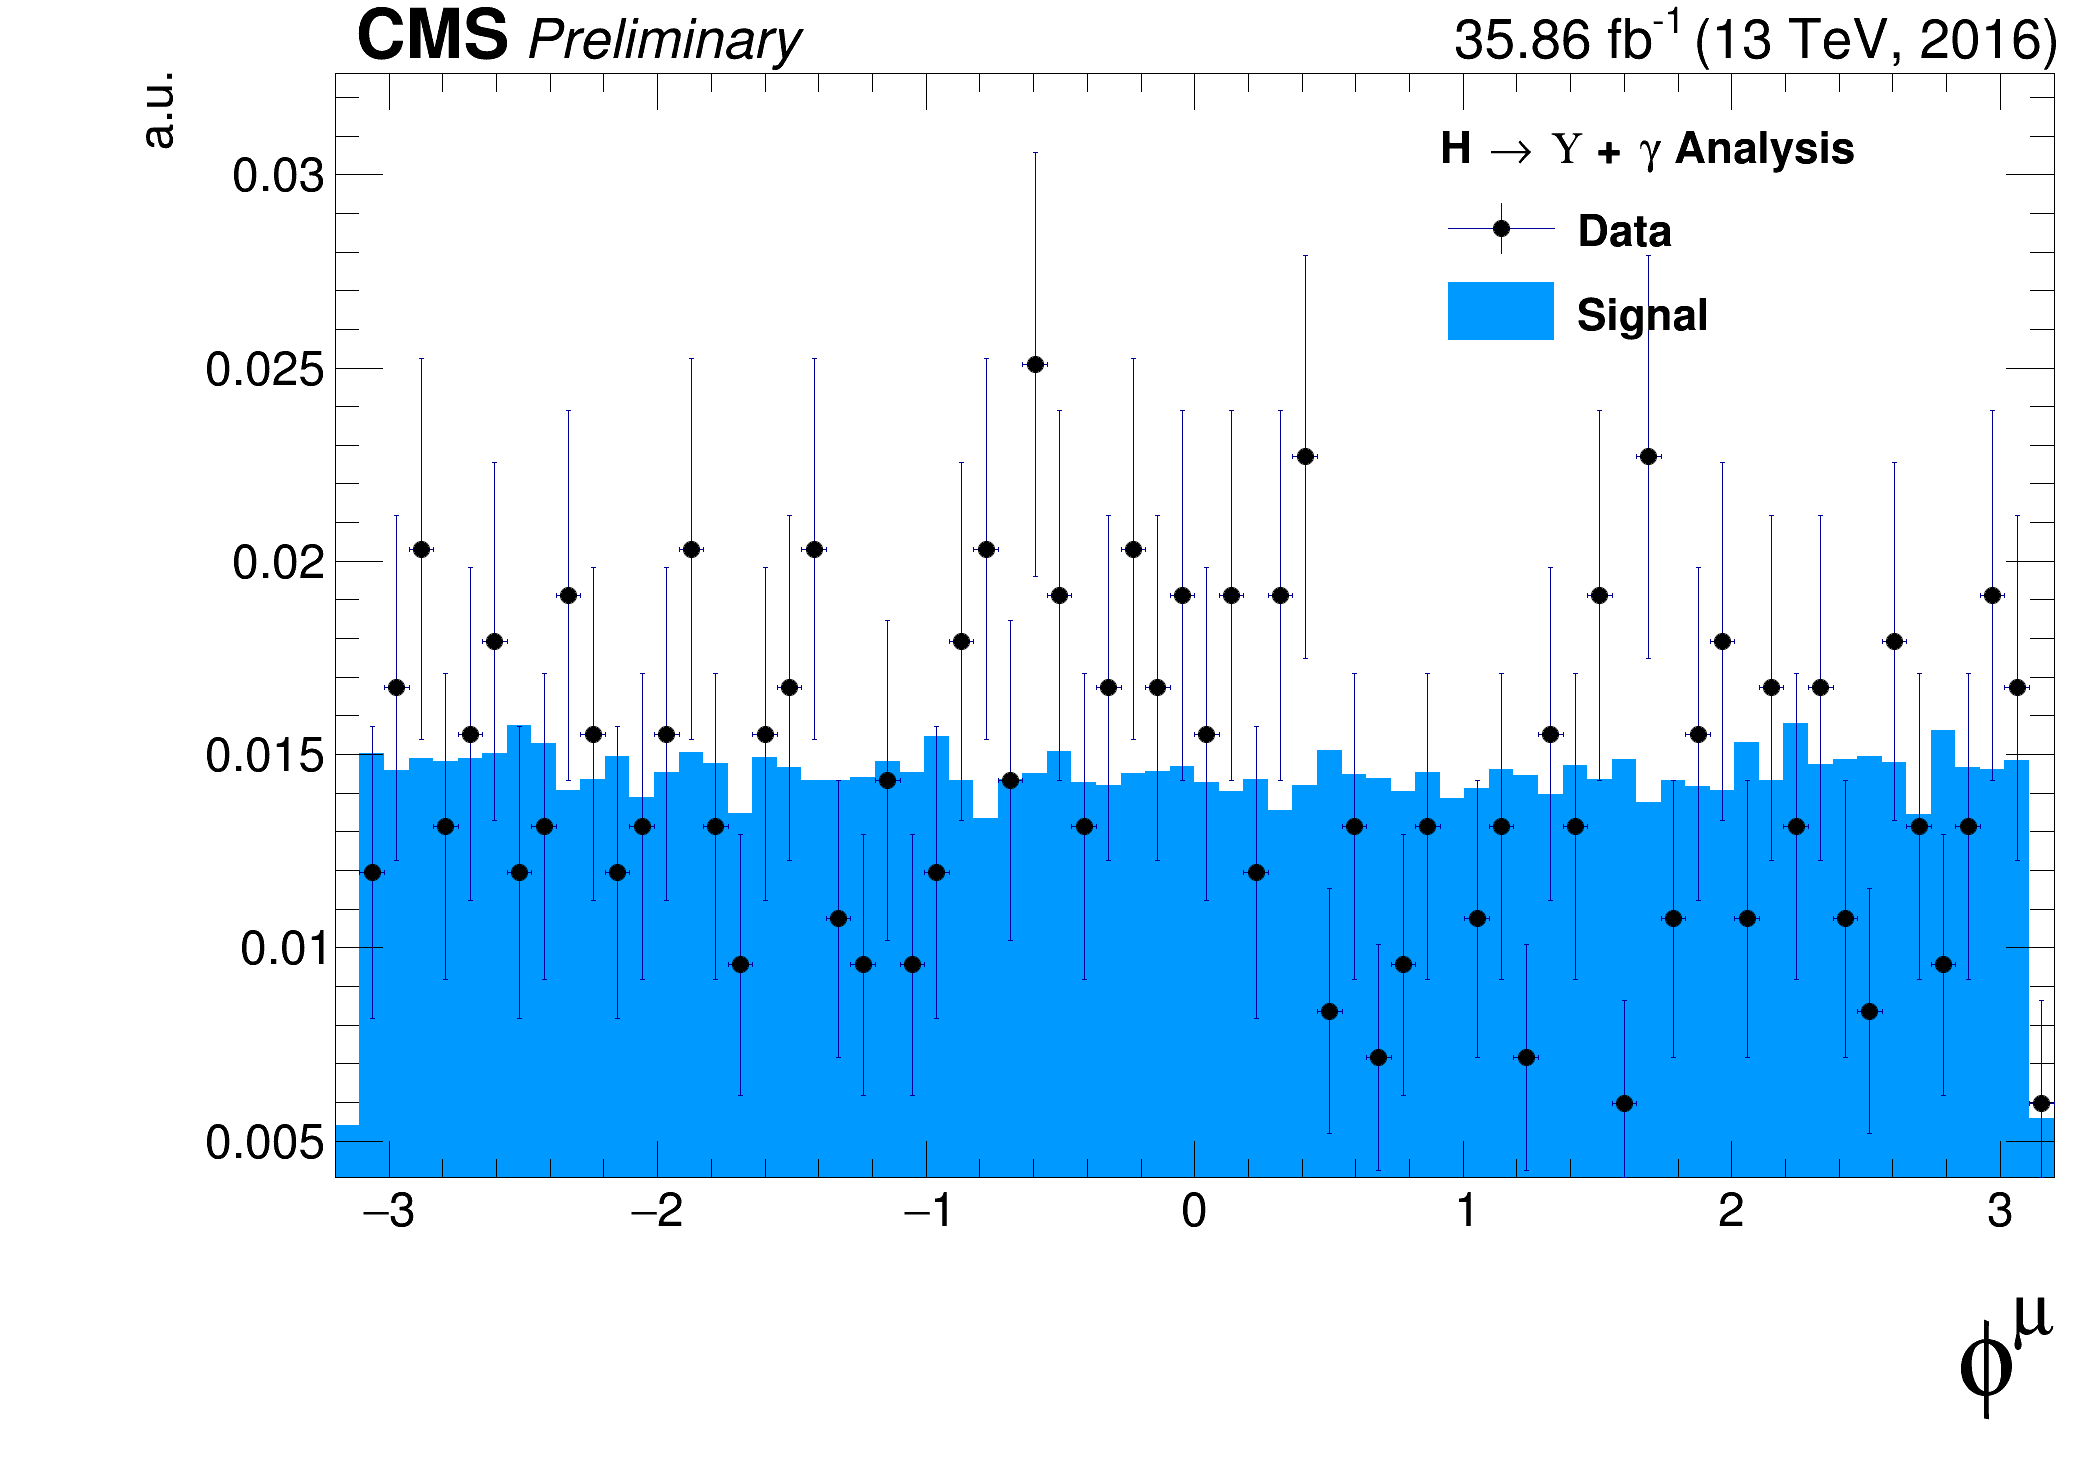 CMS Preliminary
35.86 fb⁻¹ (13 TeV, 2016)
a.u.
H → Υ + γ Analysis
Data
Signal
0.03
0.025
0.02
0.015
0.01
0.005
−3 −2 −1 0 1 2 3
ϕ^μ